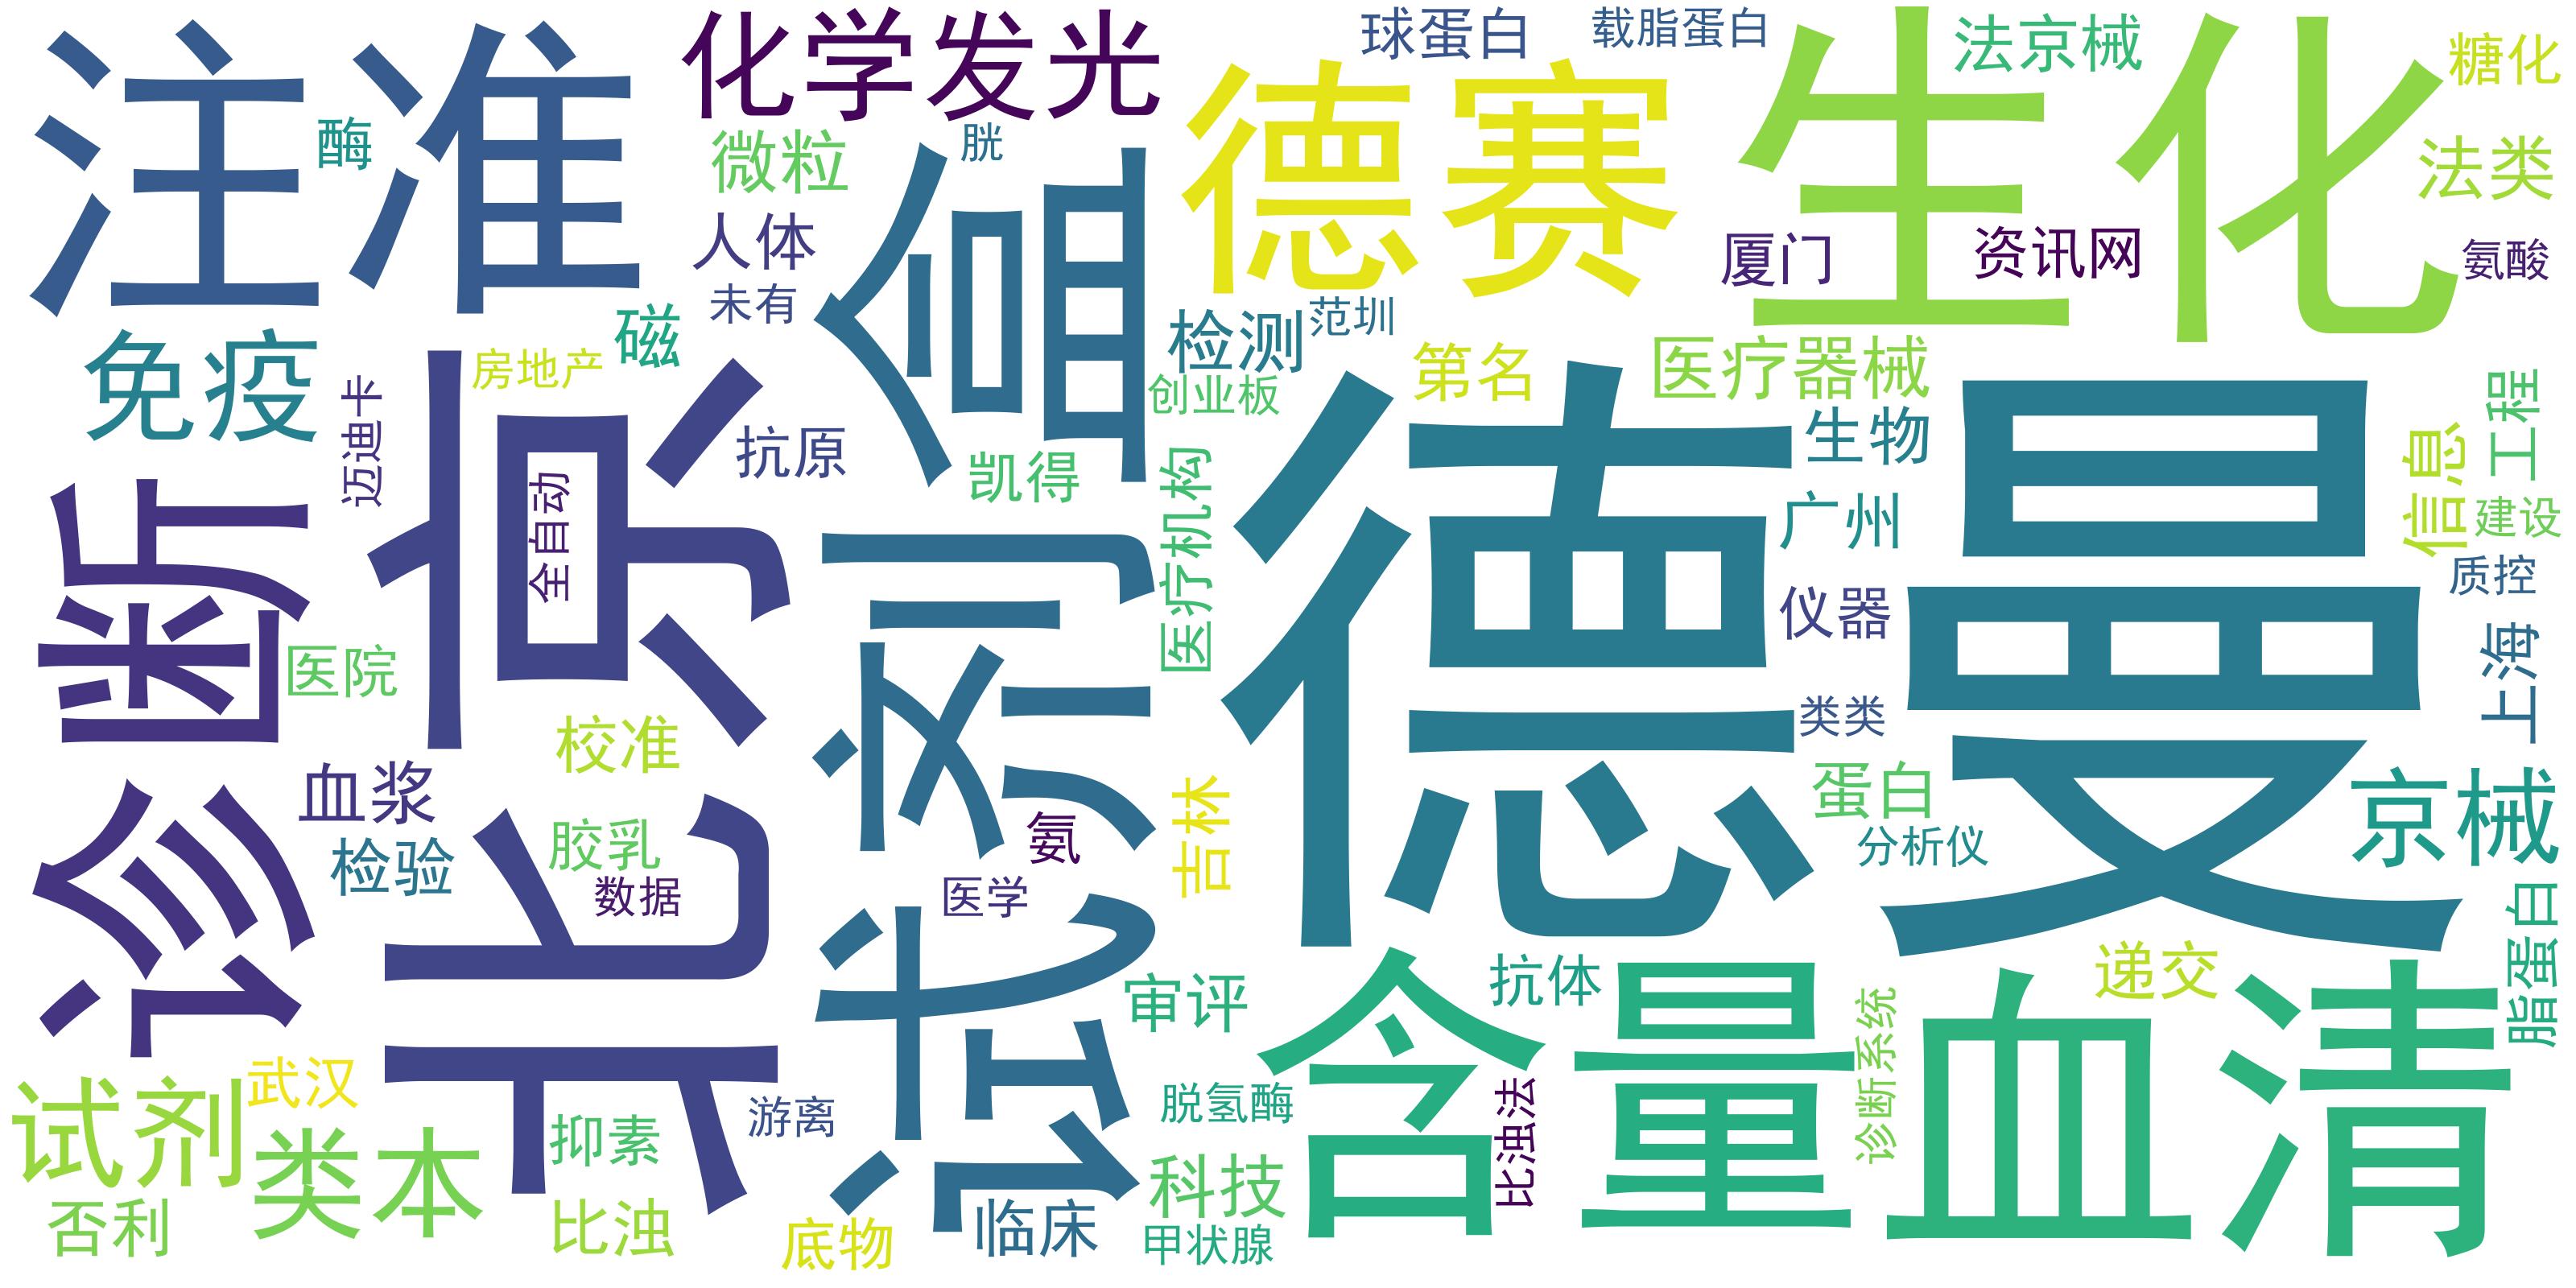 注准
化学发光
球蛋白
载脂蛋白
生化
法京械
糖化
酶
微粒
胱
德赛
法类
人体
盒
厦门
资讯网
氨酸
未有
免疫
磁
检测
范圳
房地产
迈迪卡
北京
全自动
抗原
凯得
创业板
第名
医疗器械
德曼
生物
信息
工程
诊断
试剂
医疗机构
广州
建设
质控
仪器
上海
医院
校准
类类
血浆
吉林
蛋白
京械
检验
胶乳
氨
分析仪
数据
医学
脂蛋白
审评
含量
抗体
递交
血清
试剂
武汉
类本
抑素
游离
脱氢酶
比浊法
诊断系统
否利
比浊
底物
临床
科技
甲状腺